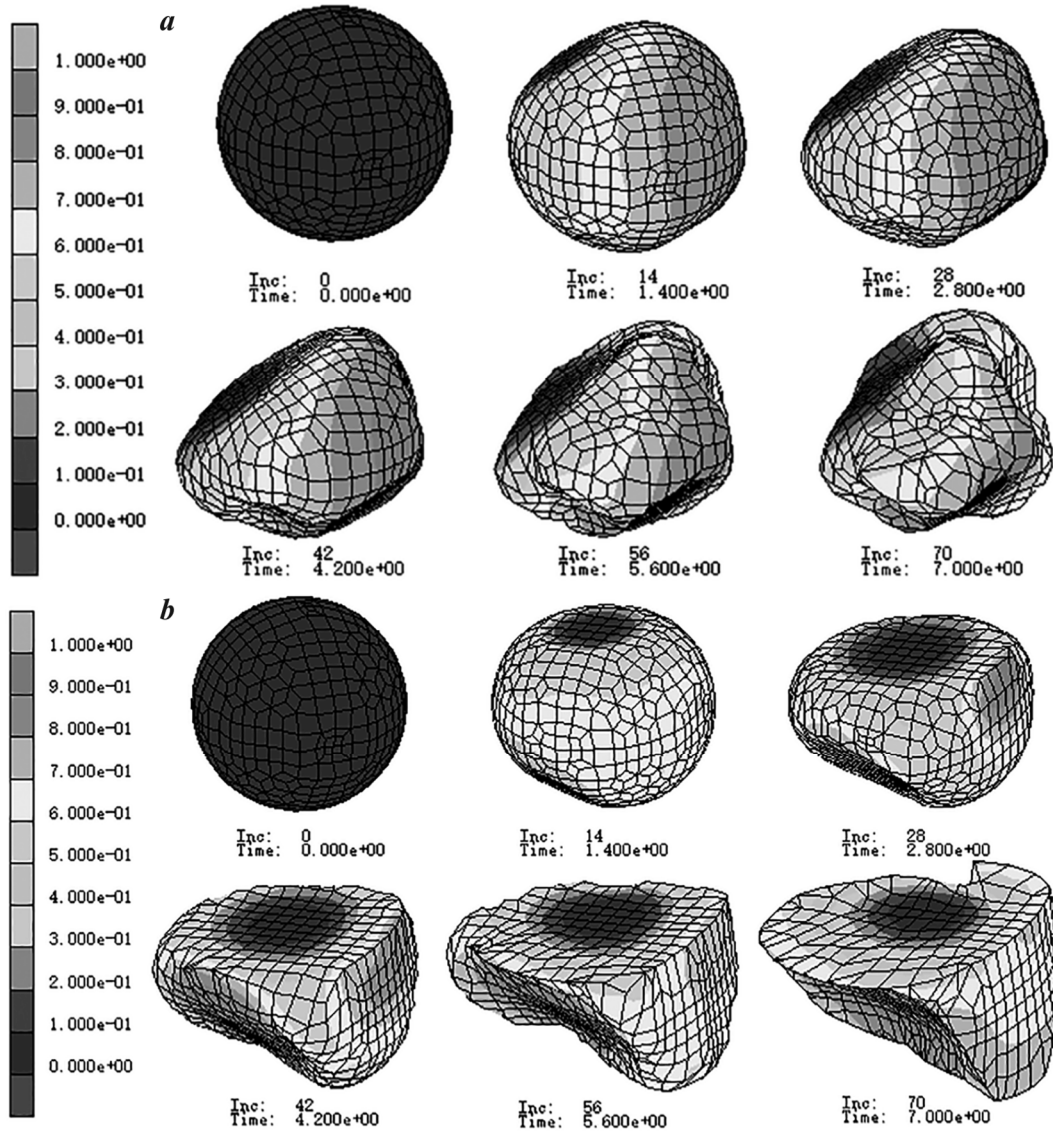 a
1.000e+00
9.000e-01
8.000e-01
7.000e-01
6.000e-01
5.000e-01
4.000e-01
3.000e-01
2.000e-01
1.000e-01
0.000e+00
Inc: 0
Time: 0.000e+00
Inc: 14
Time: 1.400e+00
Inc: 28
Time: 2.800e+00
Inc: 42
Time: 4.200e+00
Inc: 56
Time: 5.600e+00
Inc: 70
Time: 7.000e+00
b
1.000e+00
9.000e-01
8.000e-01
7.000e-01
6.000e-01
5.000e-01
4.000e-01
3.000e-01
2.000e-01
1.000e-01
0.000e+00
Inc: 0
Time: 0.000e+00
Inc: 14
Time: 1.400e+00
Inc: 28
Time: 2.800e+00
Inc: 42
Time: 4.200e+00
Inc: 56
Time: 5.600e+00
Inc: 70
Time: 7.000e+00